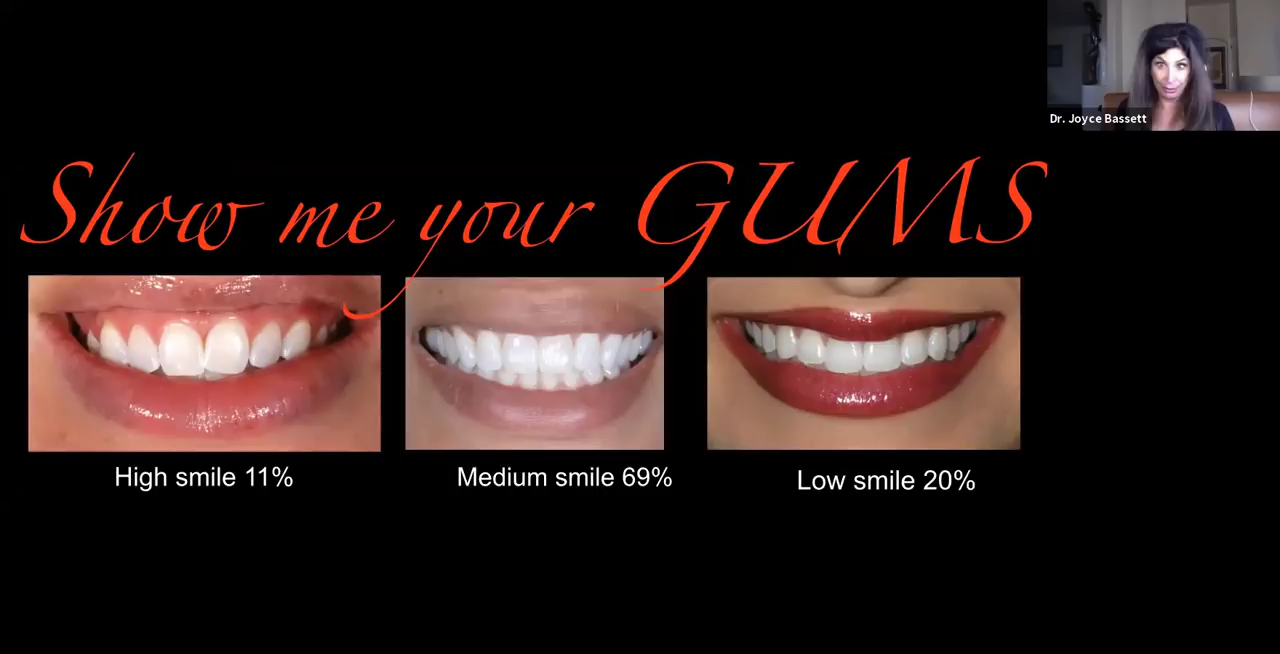 Dr. Joyce Bassett
Show me your GUMS
High smile 11%
Medium smile 69%
Low smile 20%